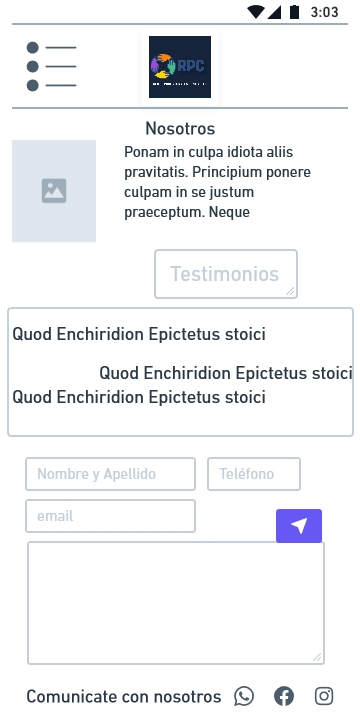 3:03
RPC
Nosotros
Ponam in culpa idiota aliis
pravitatis. Principium ponere
culpam in se justum
praeceptum. Neque
Testimonios
Quod Enchiridion Epictetus stoici
Quod Enchiridion Epictetus stoici
Quod Enchiridion Epictetus stoici
Nombre y Apellido
Teléfono
email
Comunicate con nosotros